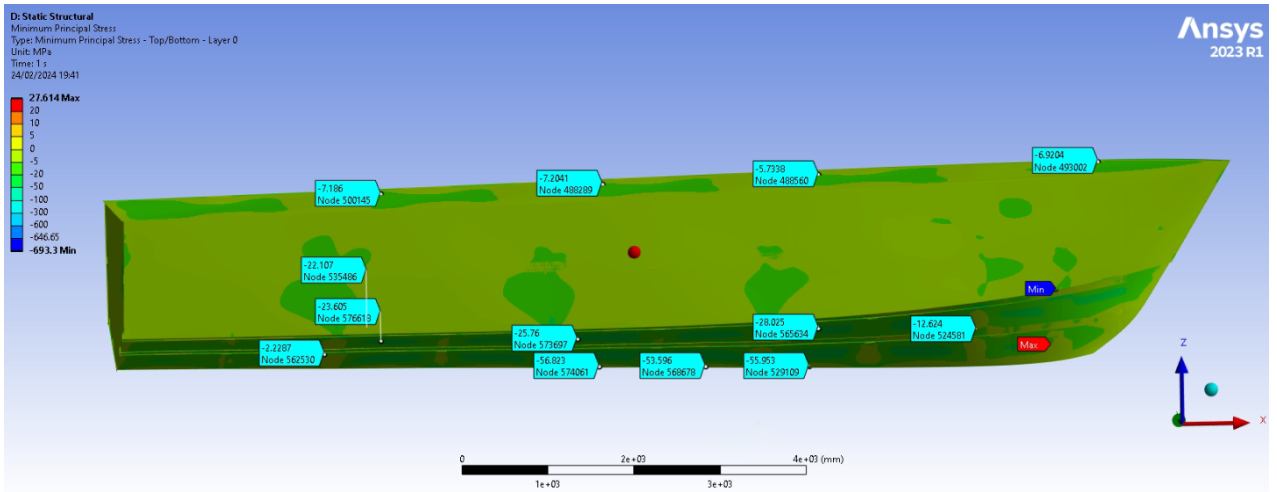 D: Static Structural
Minimum Principal Stress
Type: Minimum Principal Stress - Top/Bottom - Layer 0
Unit: MPa
Time: 1 s
24/02/2024 19:41
Ansys
2023 R1
27.614 Max
20
10
5
0
-5
-20
-50
-100
-300
-600
-646.65
-693.3 Min
-6.9204
Node 493002
-5.7338
Node 488560
-7.2041
Node 488289
-7.186
Node 500145
-22.107
Node 535486
-23.605
Node 576613
-2.2287
Node 562530
-25.76
Node 573697
-28.025
Node 565634
-12.624
Node 524581
-56.823
Node 574061
-53.596
Node 568678
-55.953
Node 529109
Min
Max
Z
X
0
2e+03
4e+03 (mm)
1e+03
3e+03